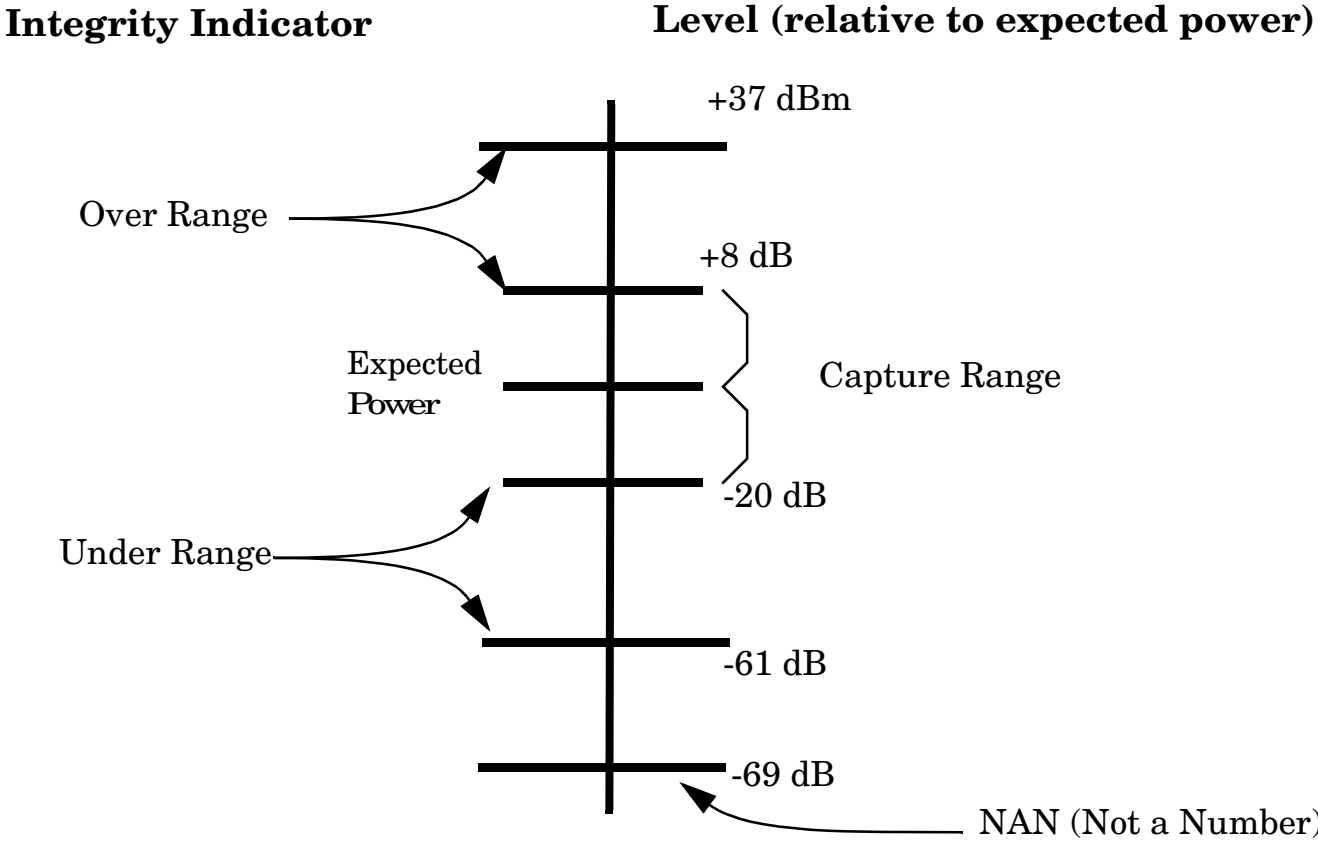 Integrity Indicator
Level (relative to expected power)
+37 dBm
Over Range
+8 dB
Expected
Power
Capture Range
-20 dB
Under Range
-61 dB
-69 dB
NAN (Not a Number)